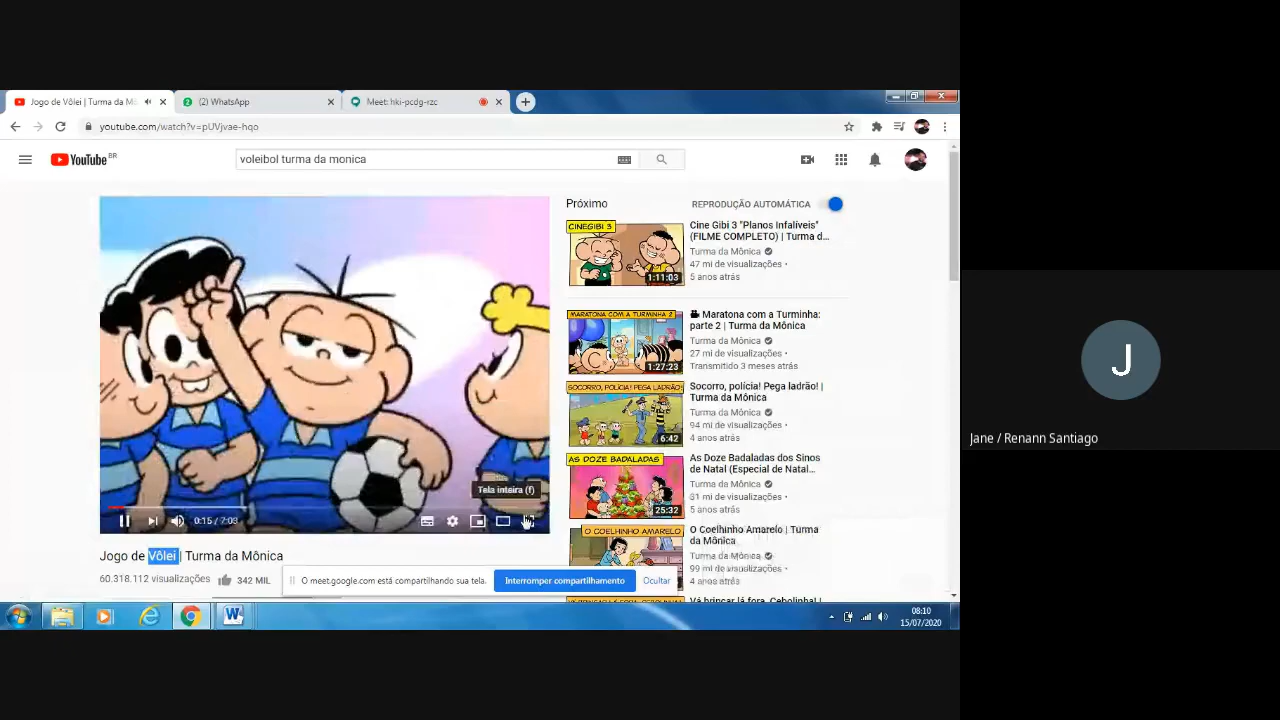 Jogo de Vôlei | Turma da Mô
(2) WhatsApp
Meet: hki-pcdg-rzc
youtube.com/watch?v=pUVjvae-hqo
YouTube BR
voleibol turma da monica
Próximo
REPRODUÇÃO AUTOMÁTICA
CINEGIBI 3
1:11:03
Cine Gibi 3 "Planos Infalíveis"
(FILME COMPLETO) | Turma d...
Turma da Mônica
47 mi de visualizações •
5 anos atrás
MARATONA COM A TURMINHA 2
1:27:23
Maratona com a Turminha:
parte 2 | Turma da Mônica
Turma da Mônica
27 mi de visualizações •
Transmitido 3 meses atrás
SOCORRO, POLÍCIA! PEGA LADRÃO!
6:42
Socorro, polícia! Pega ladrão! |
Turma da Mônica
Turma da Mônica
94 mi de visualizações •
4 anos atrás
AS DOZE BADALADAS
25:32
As Doze Badaladas dos Sinos
de Natal (Especial de Natal...
Turma da Mônica
31 mi de visualizações •
5 anos atrás
O COELHINHO AMARELO
O Coelhinho Amarelo | Turma
da Mônica
Turma da Mônica
99 mi de visualizações •
4 anos atrás
Vá brincar lá fora, Cebolinha! |
Tela inteira (f)
0:15 / 7:03
Jogo de Vôlei | Turma da Mônica
60.318.112 visualizações
342 MIL
O meet.google.com está compartilhando sua tela.
Interromper compartilhamento
Ocultar
08:10
15/07/2020
J
Jane / Renann Santiago